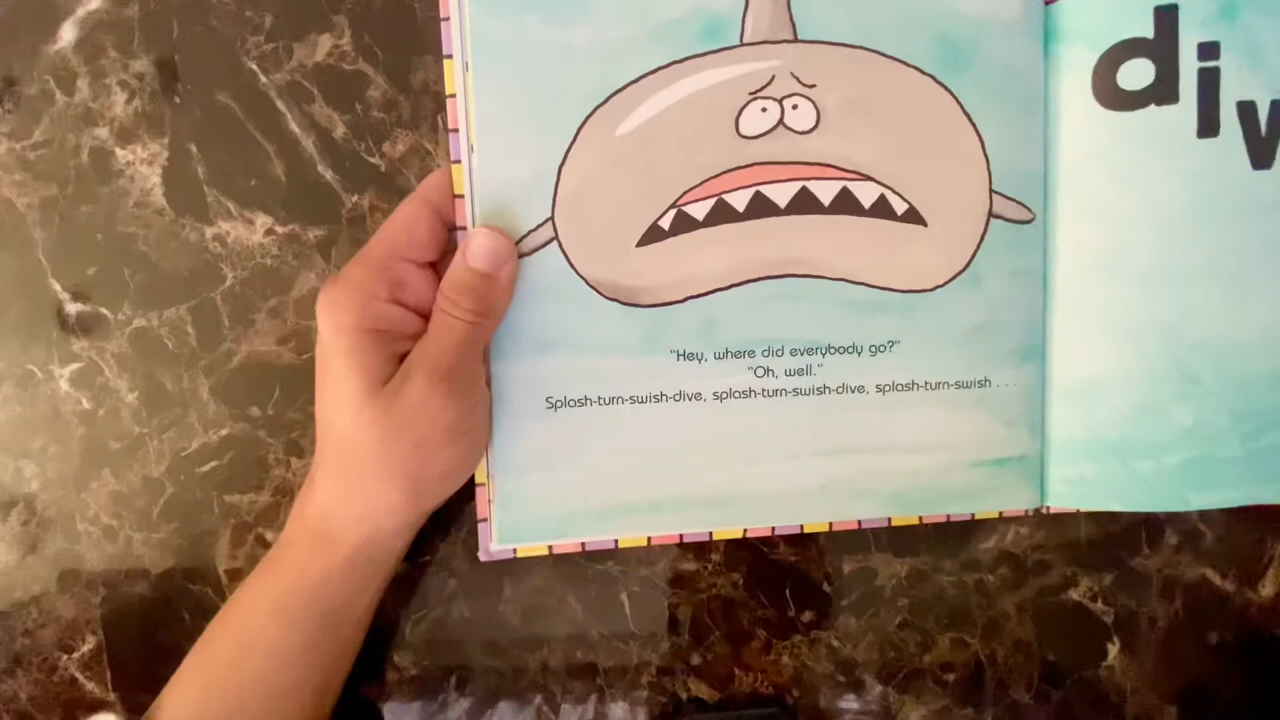 "Hey, where did everybody go?"
"Oh, well."
Splash-turn-swish-dive, splash-turn-swish-dive, splash-turn-swish . . .
div